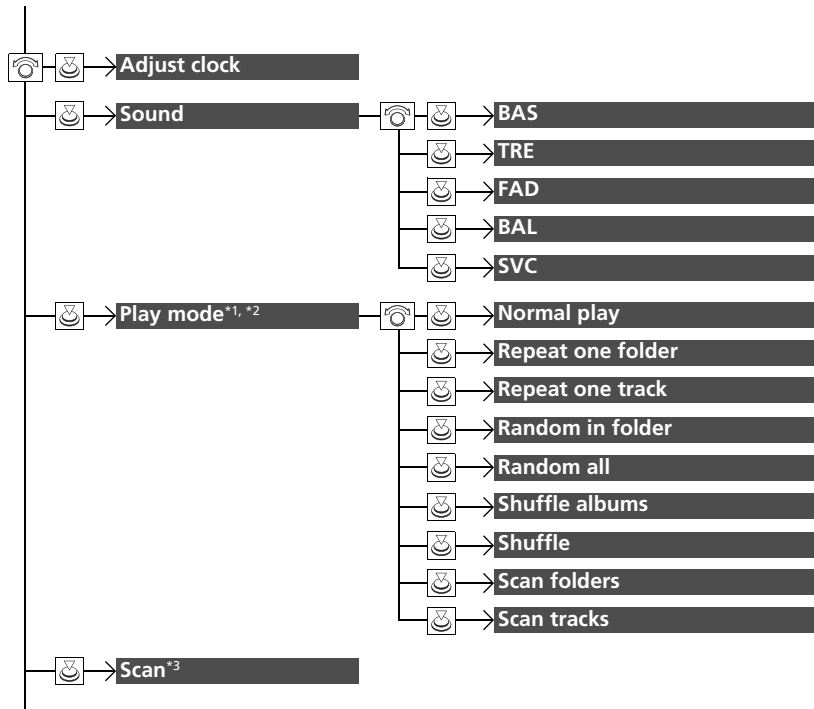 Adjust clock
Sound
BAS
TRE
FAD
BAL
SVC
Play mode*1, *2
Normal play
Repeat one folder
Repeat one track
Random in folder
Random all
Shuffle albums
Shuffle
Scan folders
Scan tracks
Scan*3